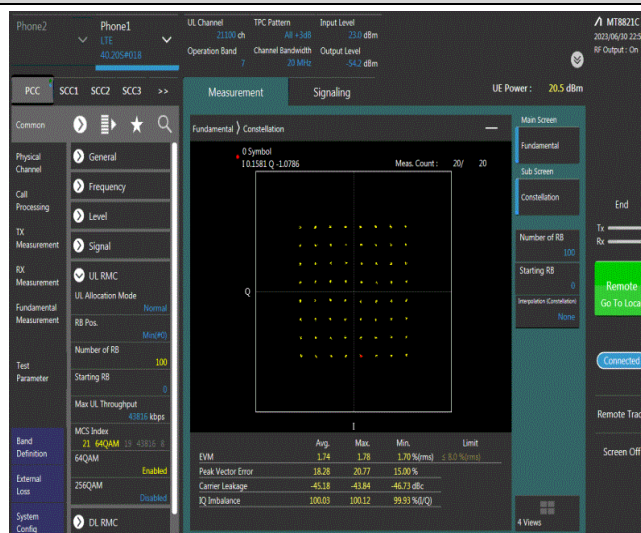 Phone2
Phone1
LTE
40.20S#018
UL Channel TPC Pattern Input Level
21100 ch All +3dB 23.0 dBm
Operation Band Channel Bandwidth Output Level
7 20 MHz -54.2 dBm
MT8821C
2023/06/30 22:5
RF Output : On
PCC SCC1 SCC2 SCC3 >>
Measurement Signaling
UE Power : 20.5 dBm
Common
Physical Channel
Call Processing
TX Measurement
RX Measurement
Fundamental Measurement
Test Parameter
Band Definition
External Loss
System Config
General
Frequency
Level
Signal
UL RMC
UL Allocation Mode
Normal
RB Pos.
Min(#0)
Number of RB
100
Starting RB
0
Max UL Throughput
43816 kbps
MCS Index
21 64QAM 19 43816 8
64QAM
Enabled
256QAM
Disabled
DL RMC
Fundamental Constellation
0 Symbol
I 0.1581 Q -1.0786 Meas. Count : 20/ 20
Q
I
Avg. Max. Min. Limit
EVM 1.74 1.78 1.70 %(rms) ≤ 8.0 %(rms)
Peak Vector Error 18.28 20.77 15.00 %
Carrier Leakage -45.18 -43.84 -46.73 dBc
IQ Imbalance 100.03 100.12 99.93 %(I/Q)
Main Screen
Fundamental
Sub Screen
Constellation
Number of RB
100
Starting RB
0
Interpolation (Constellation)
None
4 Views
End
Tx
Rx
Remote
Go To Loca
Connected
Remote Trac
Screen Off